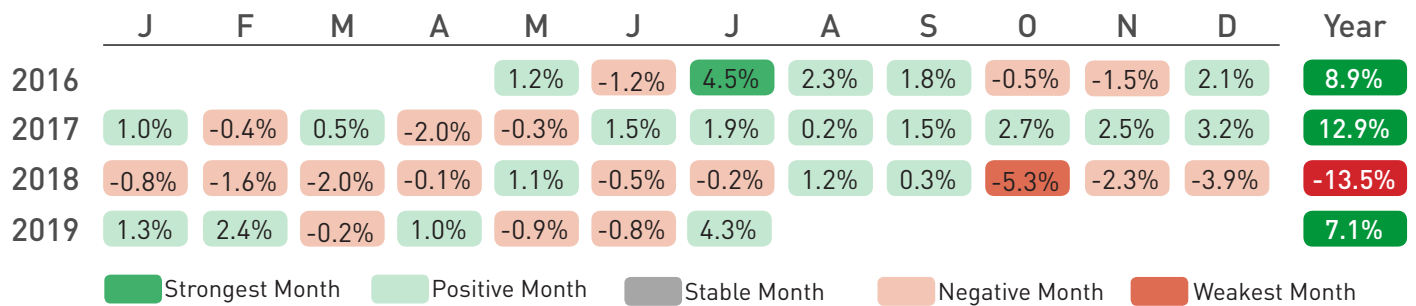 J F M A M J J A S O N D Year
2016 1.2% -1.2% 4.5% 2.3% 1.8% -0.5% -1.5% 2.1% 8.9%
2017 1.0% -0.4% 0.5% -2.0% -0.3% 1.5% 1.9% 0.2% 1.5% 2.7% 2.5% 3.2% 12.9%
2018 -0.8% -1.6% -2.0% -0.1% 1.1% -0.5% -0.2% 1.2% 0.3% -5.3% -2.3% -3.9% -13.5%
2019 1.3% 2.4% -0.2% 1.0% -0.9% -0.8% 4.3% 7.1%
Strongest Month Positive Month Stable Month Negative Month Weakest Month